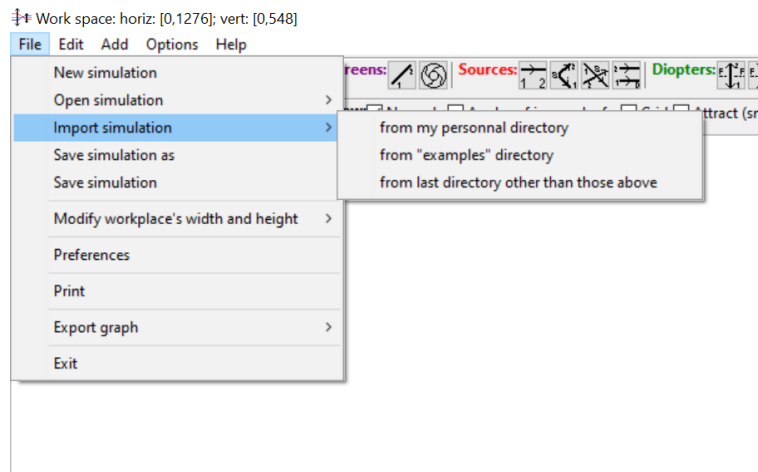 Work space: horiz: [0,1276]; vert: [0,548]
File Edit Add Options Help
reens: Sources: Diopters:
New simulation
Open simulation
Import simulation
Save simulation as
Save simulation
Modify workplace's width and height
Preferences
Print
Export graph
Exit
ttract (sr
from my personnal directory
from "examples" directory
from last directory other than those above